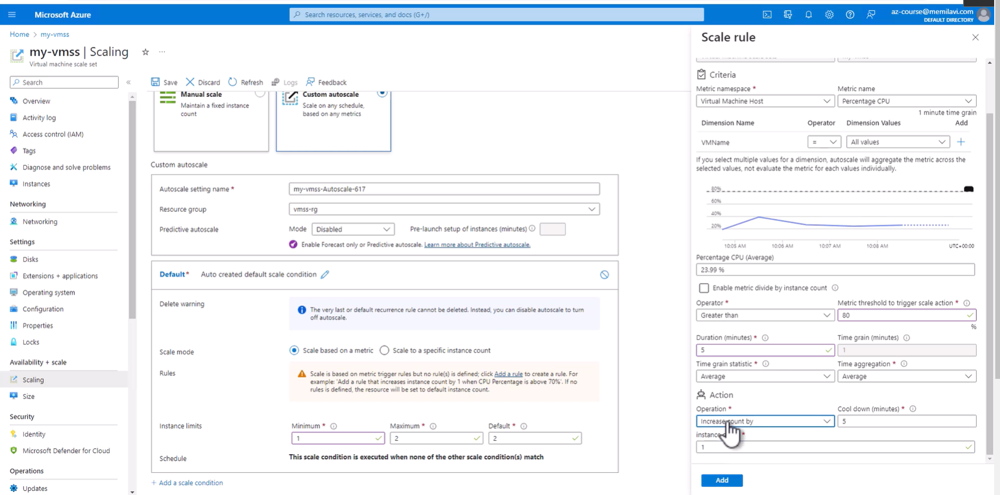 Microsoft Azure
Search resources, services, and docs (G+/)
az-course@memilavi.com
DEFAULT DIRECTORY
Home > my-vmss
my-vmss | Scaling
Virtual machine scale set
Search
Overview
Activity log
Access control (IAM)
Tags
Diagnose and solve problems
Instances
Networking
Networking
Settings
Disks
Extensions + applications
Operating system
Configuration
Properties
Locks
Availability + scale
Scaling
Size
Security
Identity
Microsoft Defender for Cloud
Operations
Updates
Save
Discard
Refresh
Logs
Feedback
Manual scale
Maintain a fixed instance
count
Custom autoscale
Scale on any schedule,
based on any metrics
Custom autoscale
Autoscale setting name *
my-vmss-Autoscale-617
Resource group
vmss-rg
Predictive autoscale
Mode
Disabled
Pre-launch setup of instances (minutes)
Enable Forecast only or Predictive autoscale. Learn more about Predictive autoscale.
Default*
Auto created default scale condition
Delete warning
The very last or default recurrence rule cannot be deleted. Instead, you can disable autoscale to turn
off autoscale.
Scale mode
Scale based on a metric
Scale to a specific instance count
Rules
Scale is based on metric trigger rules but no rule(s) is defined; click Add a rule to create a rule. For
example: 'Add a rule that increases instance count by 1 when CPU Percentage is above 70%'. If no
rules is defined, the resource will be set to default instance count.
Instance limits
Minimum *
1
Maximum *
2
Default *
2
Schedule
This scale condition is executed when none of the other scale condition(s) match
+ Add a scale condition
Scale rule
my-vmss
Criteria
Metric namespace *
Metric name
Virtual Machine Host
Percentage CPU
1 minute time grain
Dimension Name
Operator
Dimension Values
Add
VMName
=
All values
If you select multiple values for a dimension, autoscale will aggregate the metric across the
selected values, not evaluate the metric for each values individually.
80%
60%
40%
20%
10:05 AM
10:06 AM
10:07 AM
10:08 AM
UTC+00:00
Percentage CPU (Average)
23.99 %
Enable metric divide by instance count
Operator *
Metric threshold to trigger scale action *
Greater than
80
%
Duration (minutes) *
Time grain (minutes)
5
1
Time grain statistic *
Time aggregation *
Average
Average
Action
Operation *
Cool down (minutes) *
Increase count by
5
instance
*
1
Add